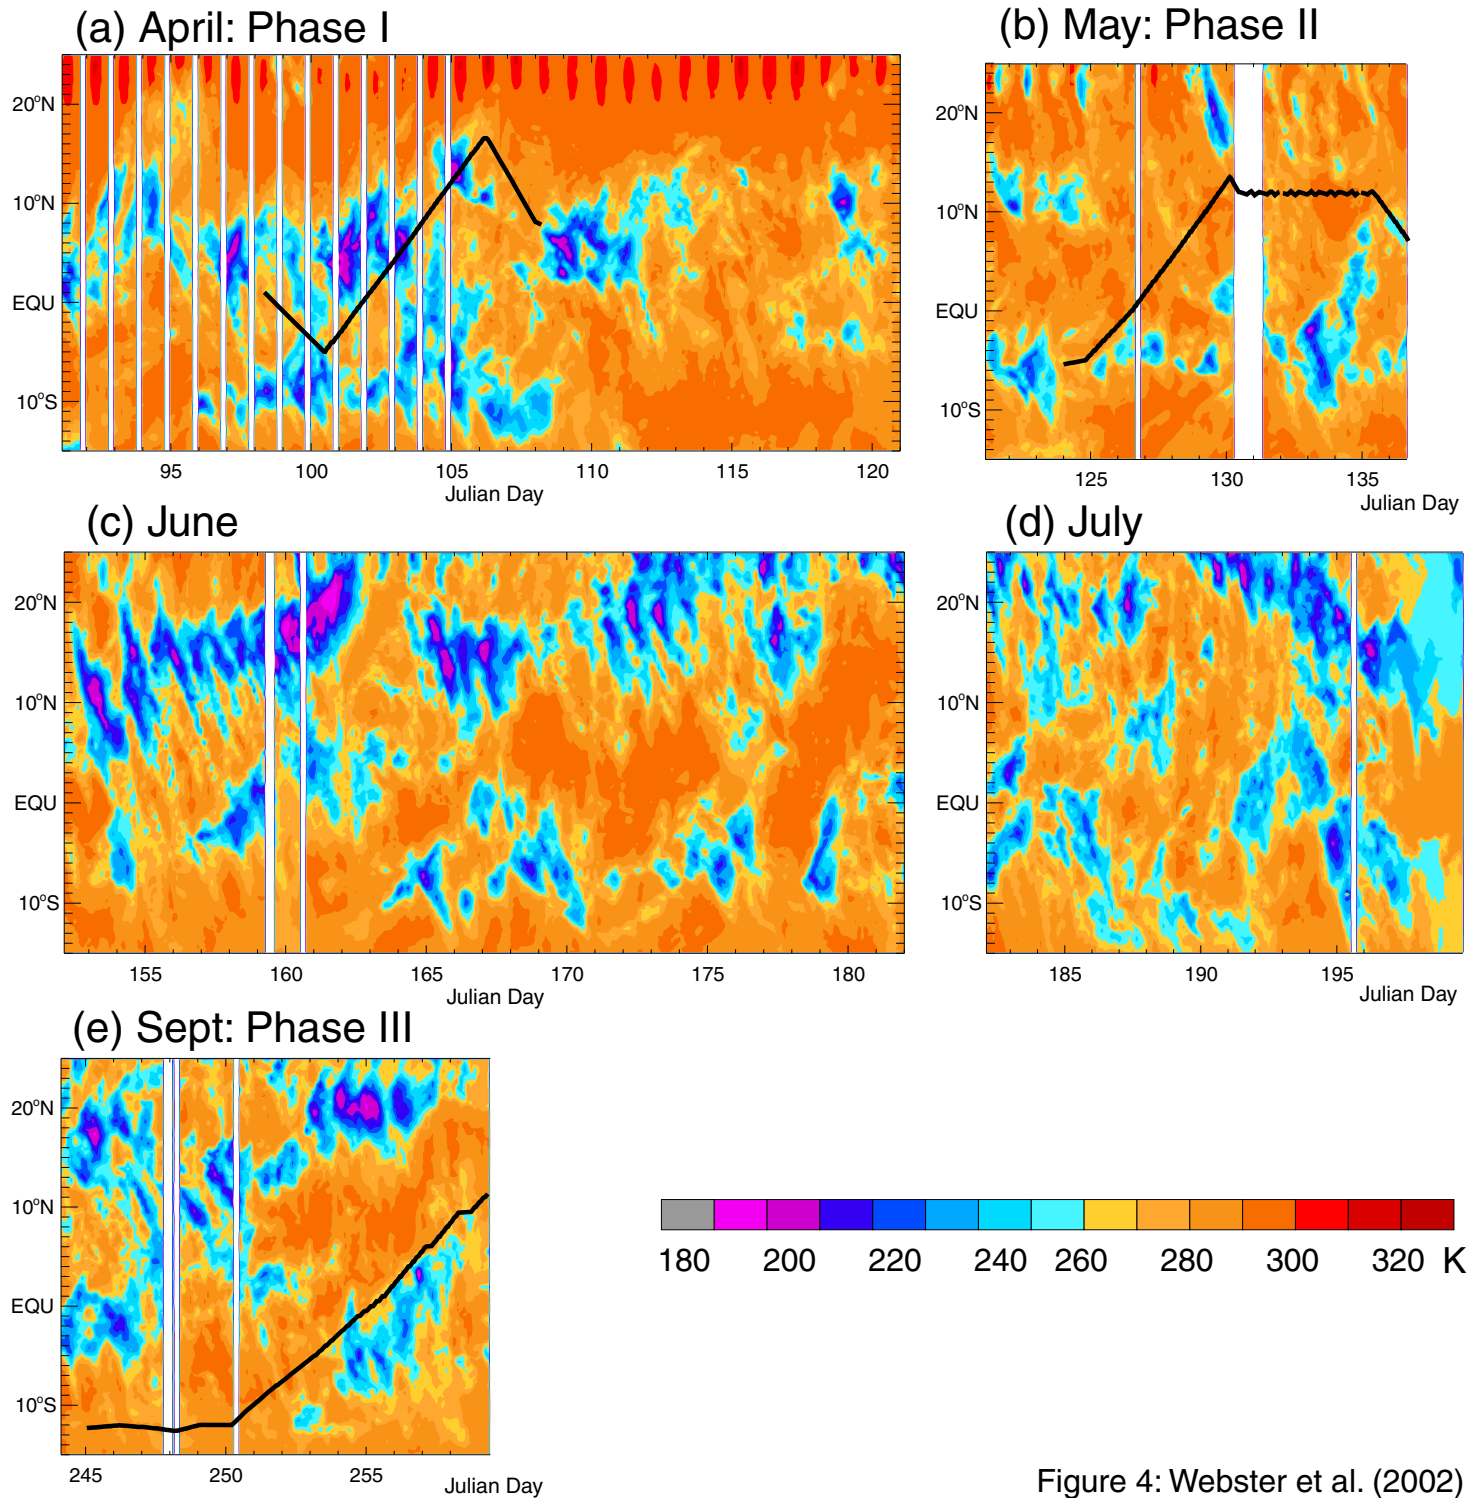 (a) April: Phase I
(b) May: Phase II
20°N
10°N
EQU
10°S
95 100 105 110 115 120
Julian Day
20°N
10°N
EQU
10°S
125 130 135
Julian Day
(c) June
(d) July
20°N
10°N
EQU
10°S
155 160 165 170 175 180
Julian Day
20°N
10°N
EQU
10°S
185 190 195
Julian Day
(e) Sept: Phase III
20°N
10°N
EQU
10°S
245 250 255
Julian Day
180 200 220 240 260 280 300 320 K
Figure 4: Webster et al. (2002)